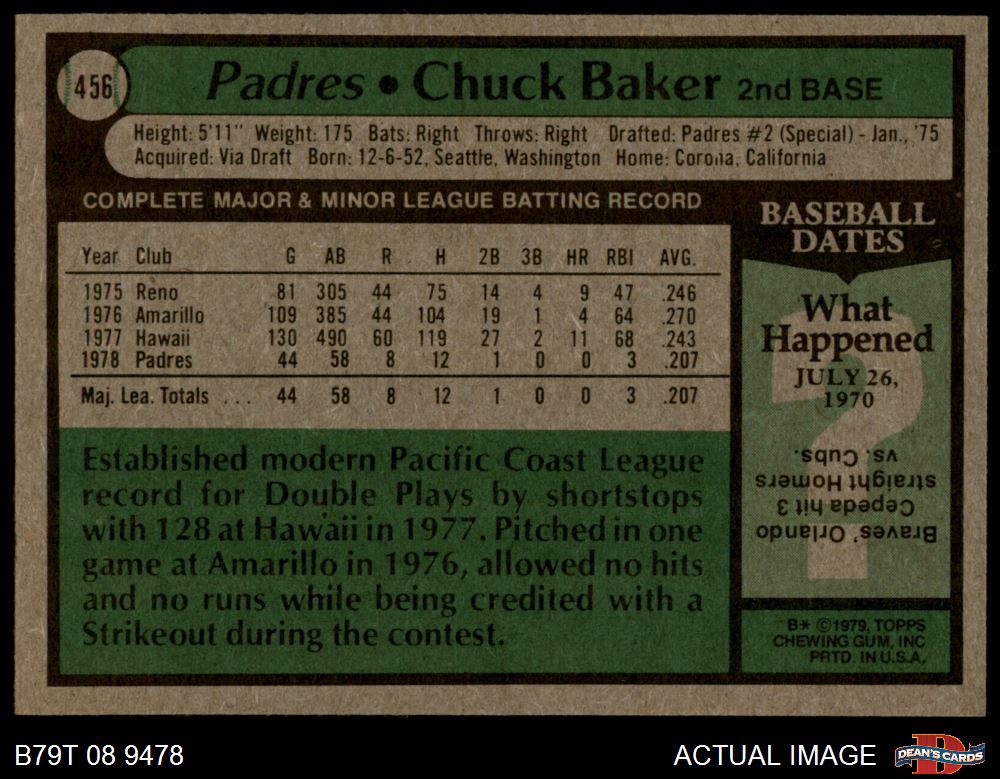 456
Padres • Chuck Baker 2nd BASE
Height: 5'11" Weight: 175 Bats: Right Throws: Right Drafted: Padres #2 (Special) - Jan., '75
Acquired: Via Draft Born: 12-6-52, Seattle, Washington Home: Corona, California
COMPLETE MAJOR & MINOR LEAGUE BATTING RECORD
Year Club G AB R H 2B 3B HR RBI AVG.
1975 Reno 81 305 44 75 14 4 9 47 .246
1976 Amarillo 109 385 44 104 19 1 4 64 .270
1977 Hawaii 130 490 60 119 27 2 11 68 .243
1978 Padres 44 58 8 12 1 0 0 3 .207
Maj. Lea. Totals ... 44 58 8 12 1 0 0 3 .207
Established modern Pacific Coast League
record for Double Plays by shortstops
with 128 at Hawaii in 1977. Pitched in one
game at Amarillo in 1976, allowed no hits
and no runs while being credited with a
Strikeout during the contest.
BASEBALL
DATES
What
Happened
JULY 26,
1970
Braves' Orlando
Cepeda hit 3
straight Homers
vs. Cubs.
B* ©1979, TOPPS
CHEWING GUM, INC
PRTD. IN U.S.A.
B79T 08 9478
ACTUAL IMAGE
DEAN'S CARDS